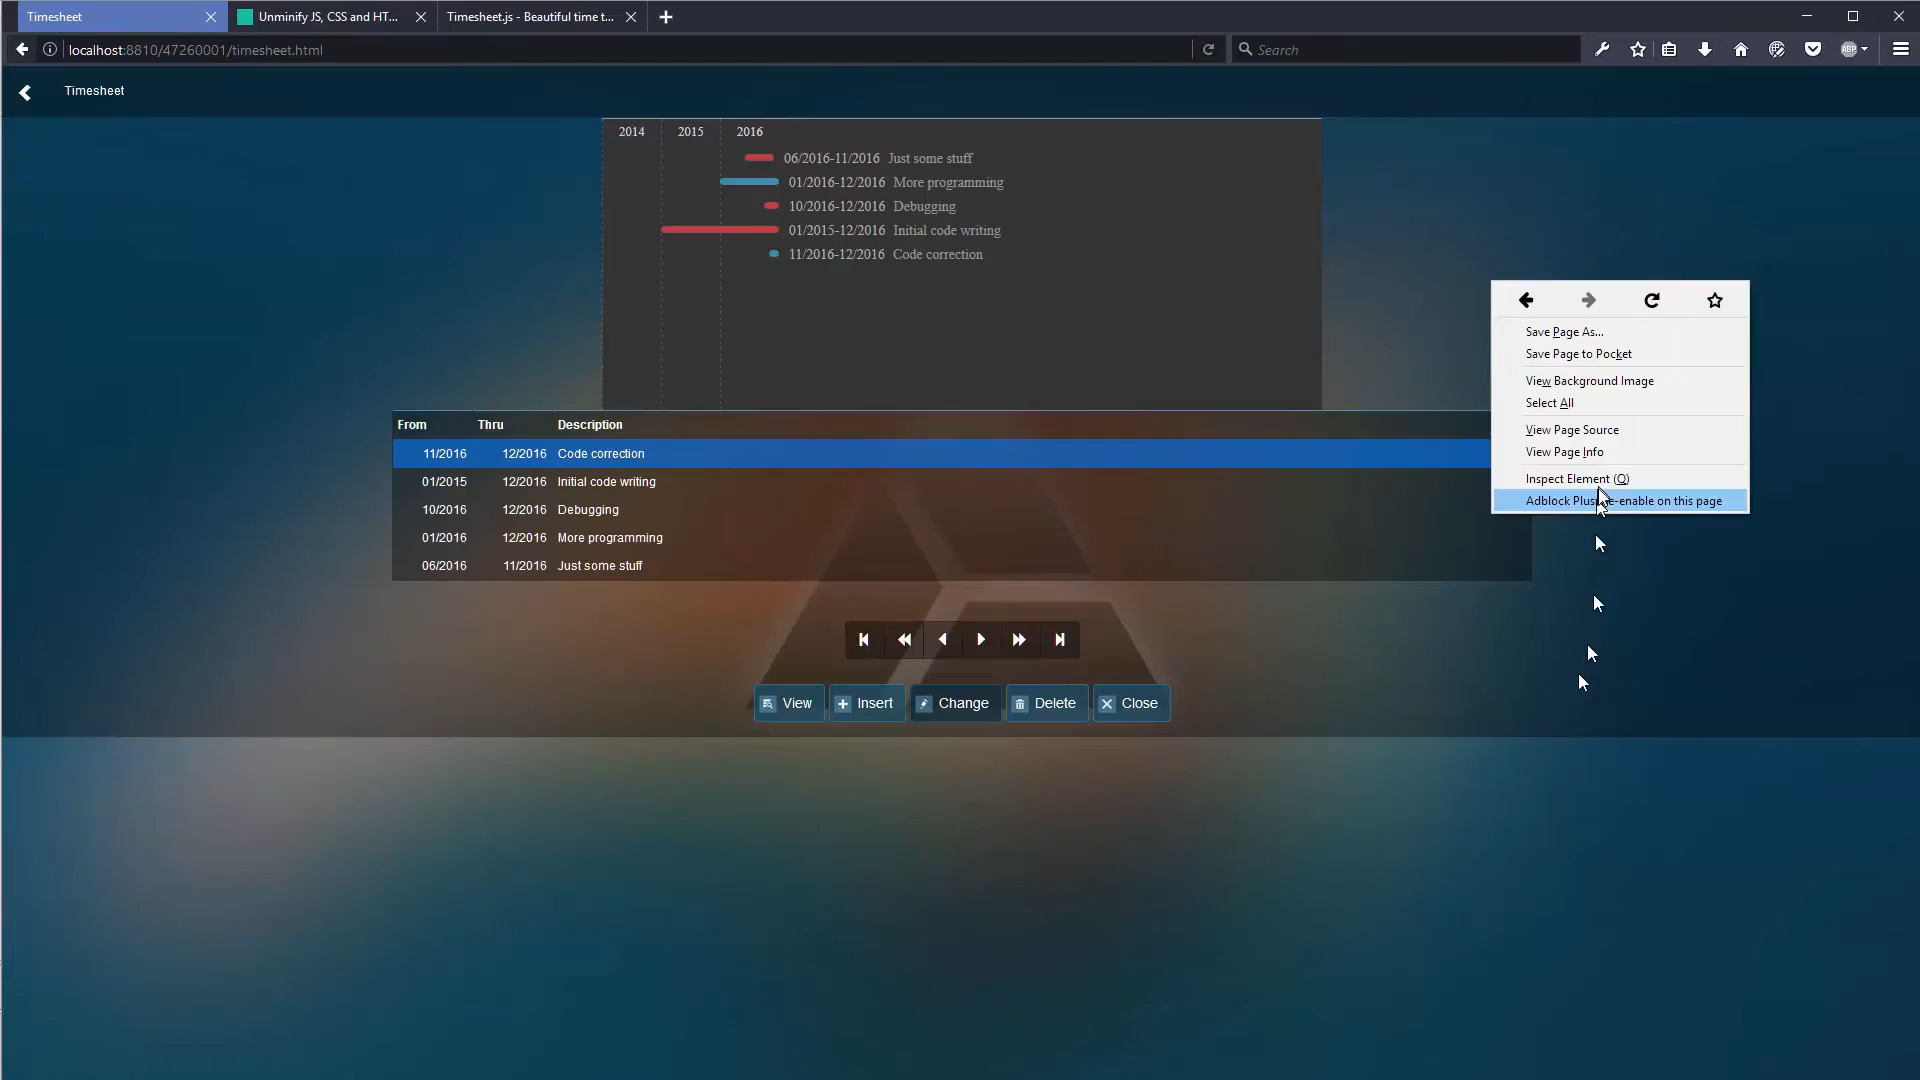 Timesheet
Unminify JS, CSS and HT...
Timesheet.js - Beautiful time t...
localhost:8810/47260001/timesheet.html
Search
ABP
Timesheet
2014 2015 2016
06/2016-11/2016 Just some stuff
01/2016-12/2016 More programming
10/2016-12/2016 Debugging
01/2015-12/2016 Initial code writing
11/2016-12/2016 Code correction
Save Page As...
Save Page to Pocket
View Background Image
Select All
View Page Source
View Page Info
Inspect Element (Q)
Adblock Plus e-enable on this page
From Thru Description
11/2016 12/2016 Code correction
01/2015 12/2016 Initial code writing
10/2016 12/2016 Debugging
01/2016 12/2016 More programming
06/2016 11/2016 Just some stuff
View Insert Change Delete Close